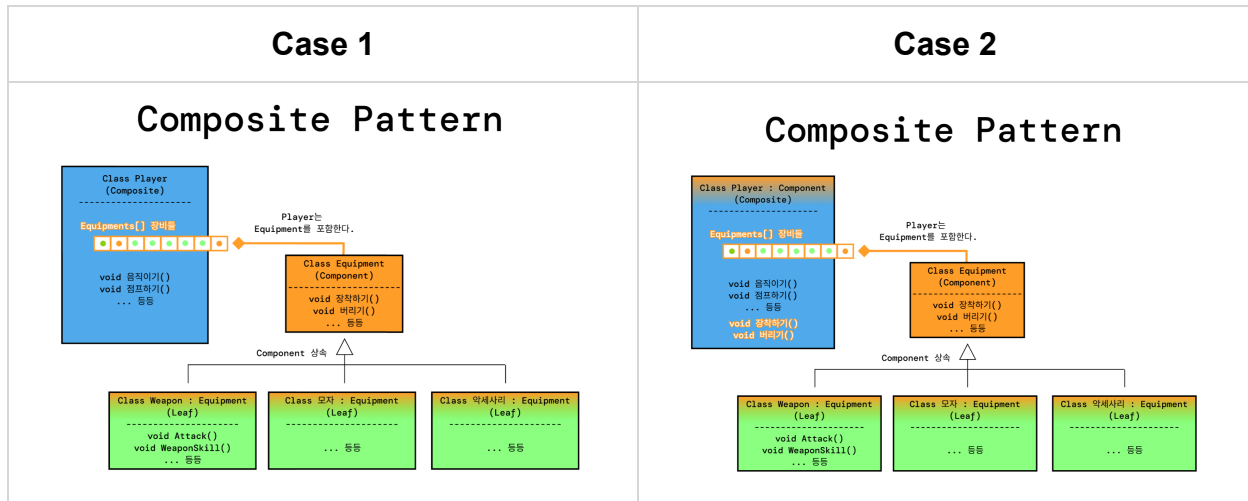 Case 1
Case 2
Composite Pattern
Class Player
(Composite)
--------------------
Equipments[] 장비들
void 음직이기()
void 점프하기()
... 등등
Player는
Equipment를 포함한다.
Class Equipment
(Component)
--------------------
void 장착하기()
void 버리기()
... 등등
Component 상속
Class Weapon : Equipment
(Leaf)
--------------------
void Attack()
void WeaponSkill()
... 등등
Class 모자 : Equipment
(Leaf)
--------------------
... 등등
Class 악세사리 : Equipment
(Leaf)
--------------------
... 등등
Composite Pattern
Class Player : Component
(Composite)
--------------------
Equipments[] 장비들
void 음직이기()
void 점프하기()
... 등등
void 장착하기()
void 버리기()
Player는
Equipment를 포함한다.
Class Equipment
(Component)
--------------------
void 장착하기()
void 버리기()
... 등등
Component 상속
Class Weapon : Equipment
(Leaf)
--------------------
void Attack()
void WeaponSkill()
... 등등
Class 모자 : Equipment
(Leaf)
--------------------
... 등등
Class 악세사리 : Equipment
(Leaf)
--------------------
... 등등